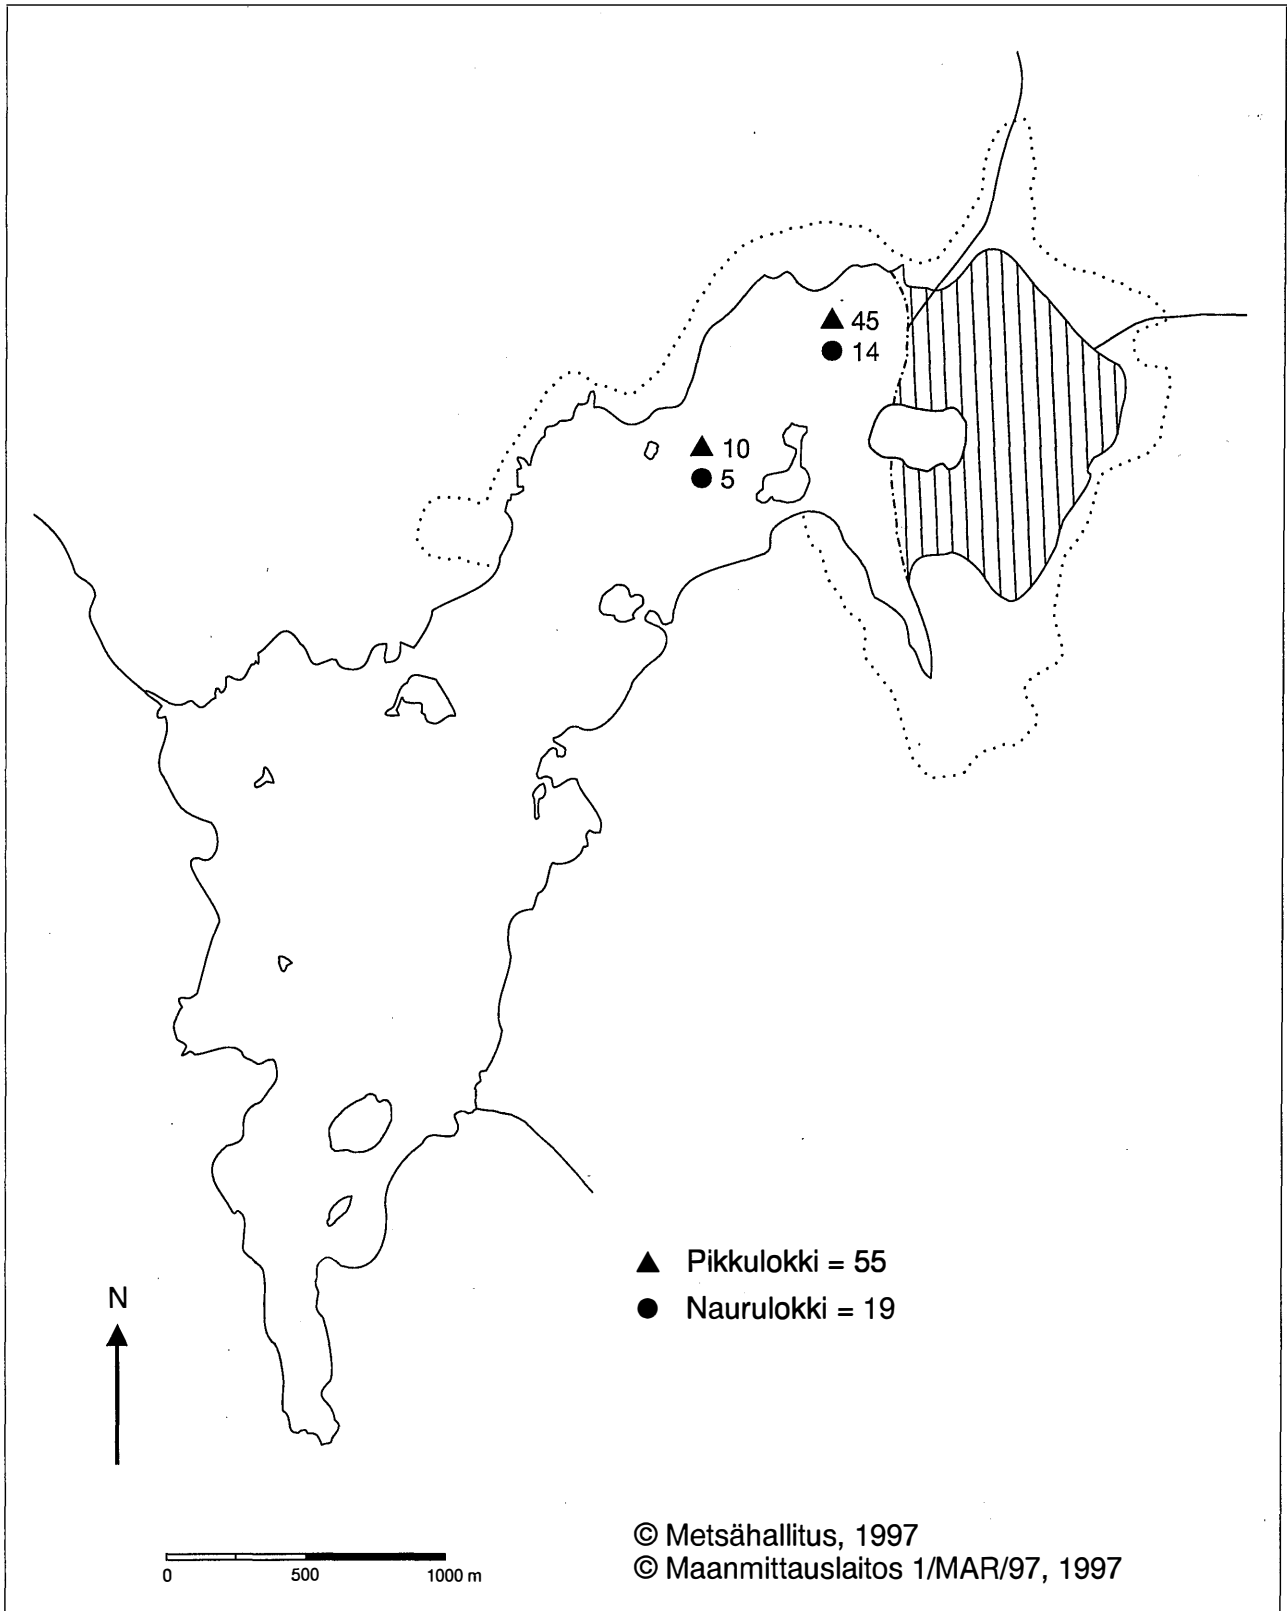 ▲ 45
● 14
▲ 10
● 5
▲ Pikkulokki = 55
● Naurulokki = 19
N
0 500 1000 m
© Metsähallitus, 1997
© Maanmittauslaitos 1/MAR/97, 1997